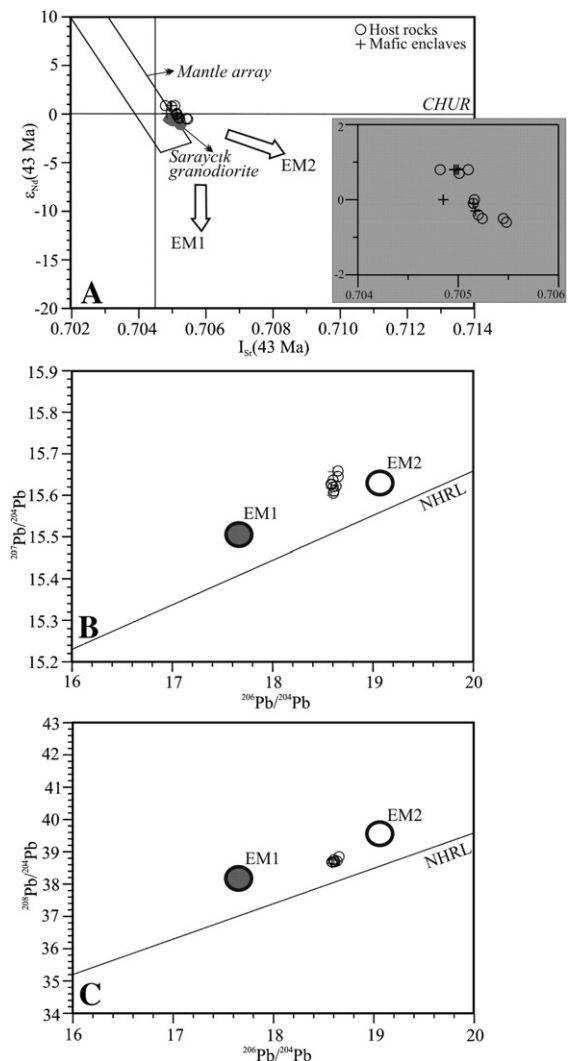 10
5
0
-5
-10
-15
-20
ε_Nd(43 Ma)
○ Host rocks
+ Mafic enclaves
Mantle array
CHUR
Saraycık
granodiorite
EM2
EM1
A
0.702 0.704 0.706 0.708 0.710 0.712 0.714
I_Sr(43 Ma)
2
0
-2
0.704 0.705 0.706
15.9
15.8
15.7
15.6
15.5
15.4
15.3
15.2
²⁰⁷Pb/²⁰⁴Pb
EM2
EM1
NHRL
B
16 17 18 19 20
²⁰⁶Pb/²⁰⁴Pb
43
42
41
40
39
38
37
36
35
34
²⁰⁸Pb/²⁰⁴Pb
EM2
EM1
NHRL
C
16 17 18 19 20
²⁰⁶Pb/²⁰⁴Pb